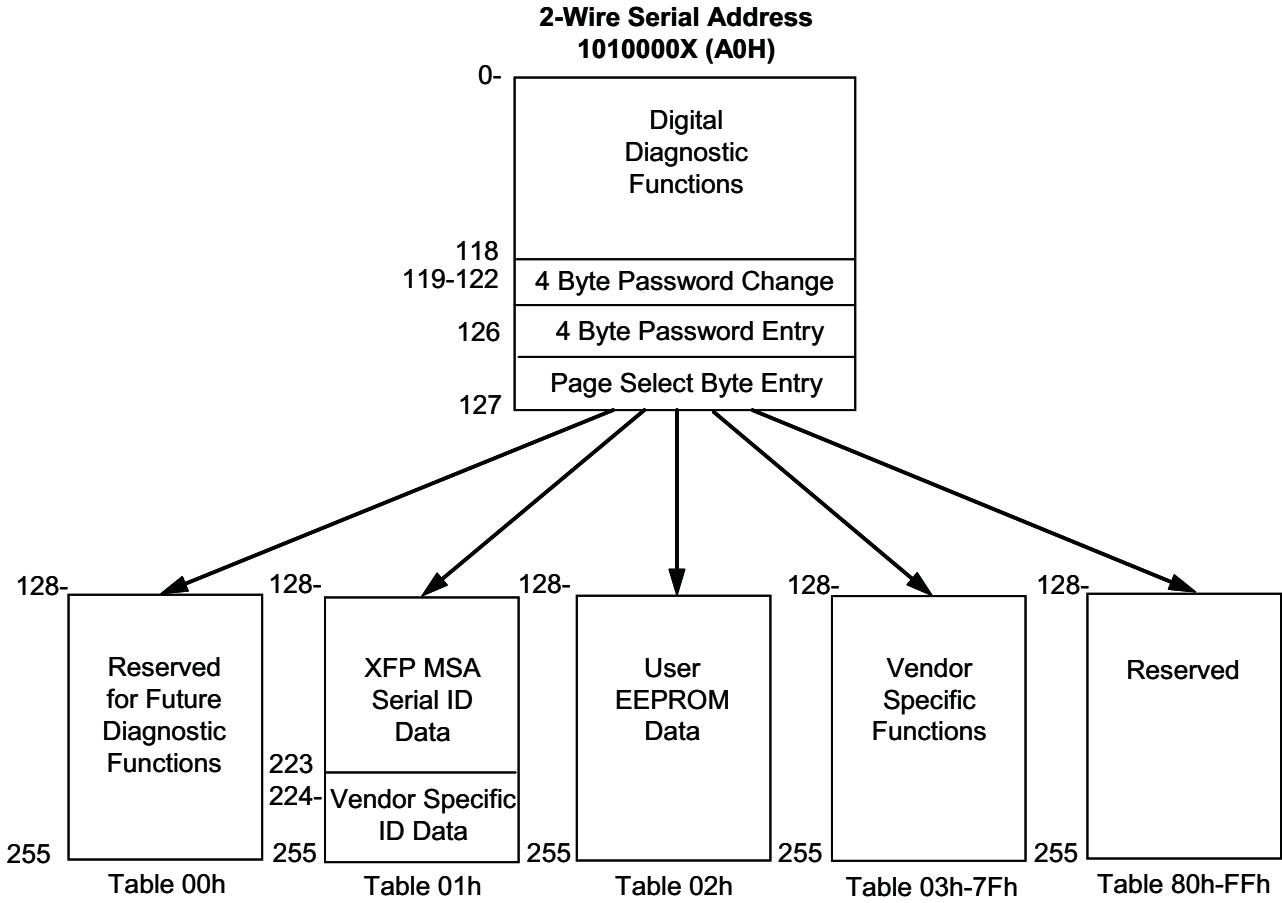 2-Wire Serial Address
1010000X (A0H)
0-
Digital
Diagnostic
Functions
118
119-122
4 Byte Password Change
126
4 Byte Password Entry
Page Select Byte Entry
127
128-
128-
128-
128-
128-
Reserved
for Future
Diagnostic
Functions
XFP MSA
Serial ID
Data
User
EEPROM
Data
Vendor
Specific
Functions
Reserved
223
224-
Vendor Specific
ID Data
255
255
255
255
255
Table 00h
Table 01h
Table 02h
Table 03h-7Fh
Table 80h-FFh